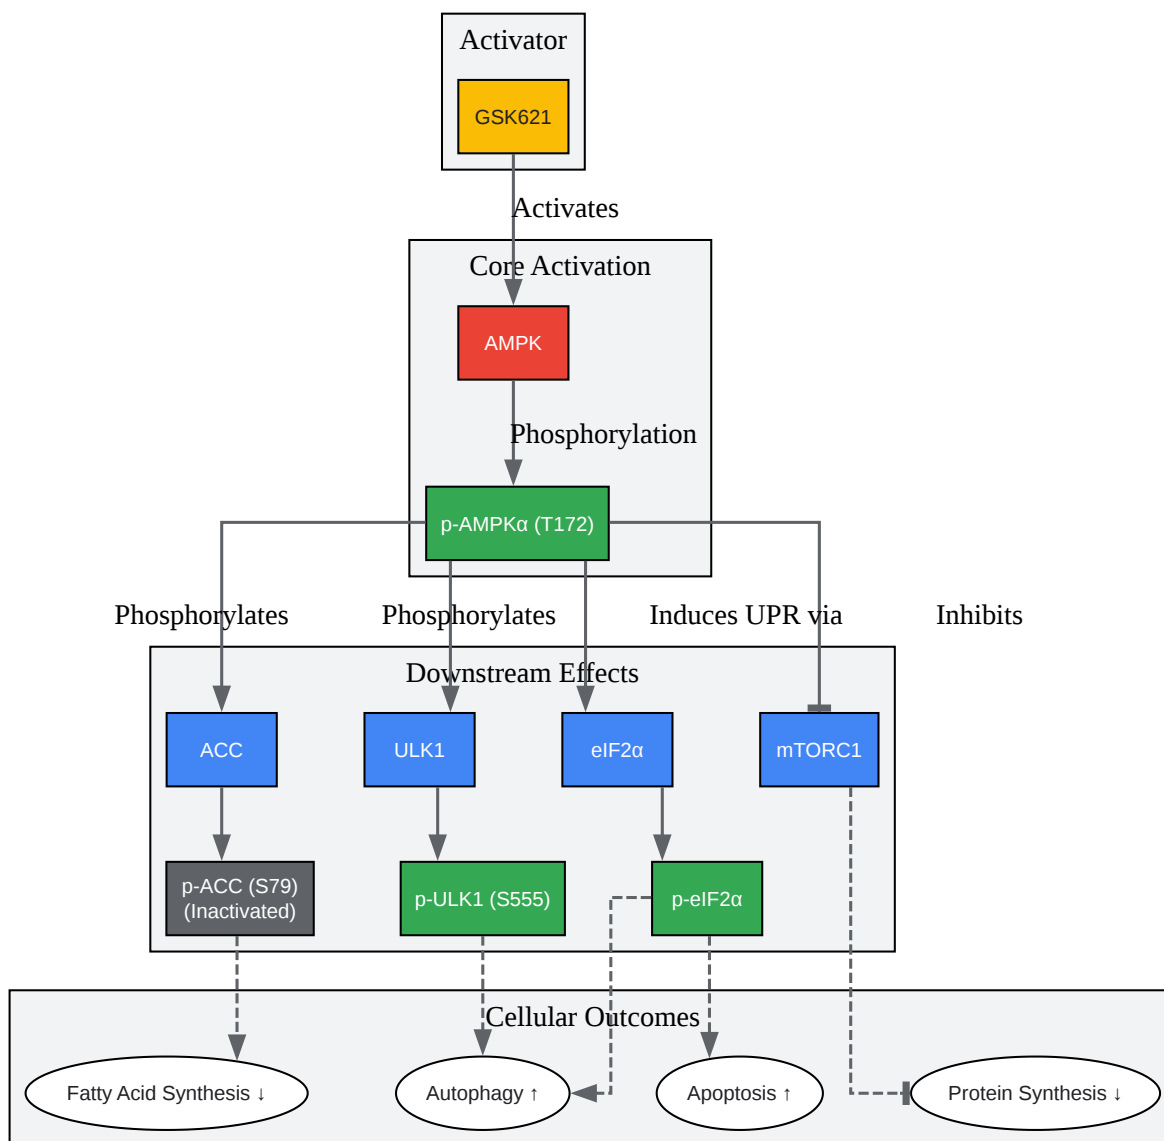 Activator
GSK621
Activates
Core Activation
AMPK
Phosphorylation
p-AMPKα (T172)
Phosphorylates
Phosphorylates
Induces UPR via
Inhibits
Downstream Effects
ACC
ULK1
eIF2α
mTORC1
p-ACC (S79)
(Inactivated)
p-ULK1 (S555)
p-eIF2α
Cellular Outcomes
Fatty Acid Synthesis ↓
Autophagy ↑
Apoptosis ↑
Protein Synthesis ↓